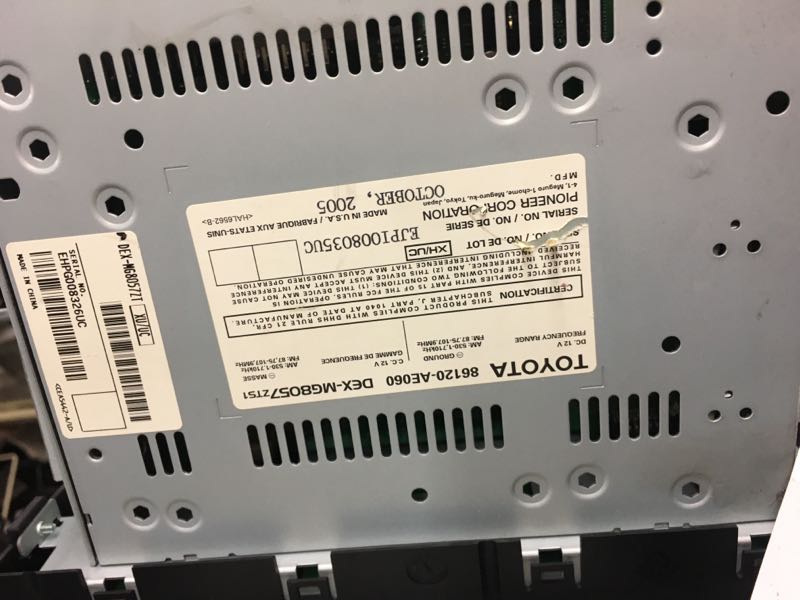 TOYOTA 86120-AE060 DEX-MG8057ZTS1
DC. 12 V ⊖ GROUND C.C. 12 V ⊖ MASSE
FREQUENCY RANGE AM: 530-1,710kHz FM: 87.75-107.9MHz
GAMME DE FREQUENCE AM: 530-1,710kHz FM: 87.75-107.9MHz
CERTIFICATION
THIS PRODUCT COMPLIES WITH DHHS RULE 21 CFR,
SUBCHAPTER J. PART 1040 AT DATE OF MANUFACTURE.
THIS DEVICE COMPLIES WITH PART 15 OF THE FCC RULES. OPERATION IS
SUBJECT TO THE FOLLOWING TWO CONDITIONS: (1) THIS DEVICE MAY NOT CAUSE
HARMFUL INTERFERENCE, AND (2) THIS DEVICE MUST ACCEPT ANY INTERFERENCE
RECEIVED INCLUDING INTERFERENCE THAT MAY CAUSE UNDESIRED OPERATION.
NO. / NO. DE LOT XH/UC
SERIAL NO. / NO. DE SERIE EJPI008035UC
PIONEER CORPORATION
4-1, Meguro 1-chome, Meguro-ku, Tokyo, Japan
MADE IN U.S.A. / FABRIQUE AUX ETATS-UNIS
MFD. OCTOBER, 2005 <HAL6562-B>
DEX-MG8057ZT XU/UC
SERIAL NO.
EHPG008326UC
MADE IN CHINA